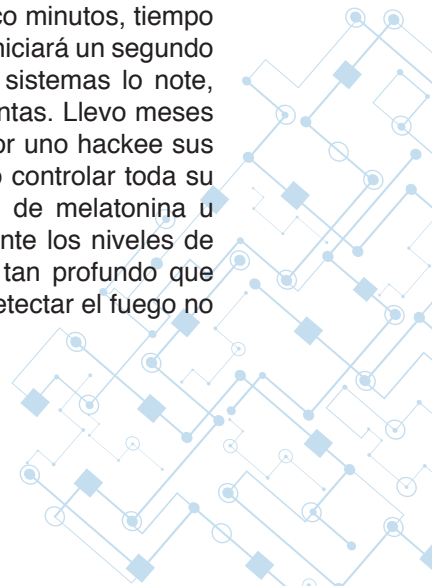 co minutos, tiempo
niciará un segundo
sistemas lo note,
ntas. Llevo meses
or uno hackee sus
o controlar toda su
de melatonina u
nte los niveles de
tan profundo que
etectar el fuego no